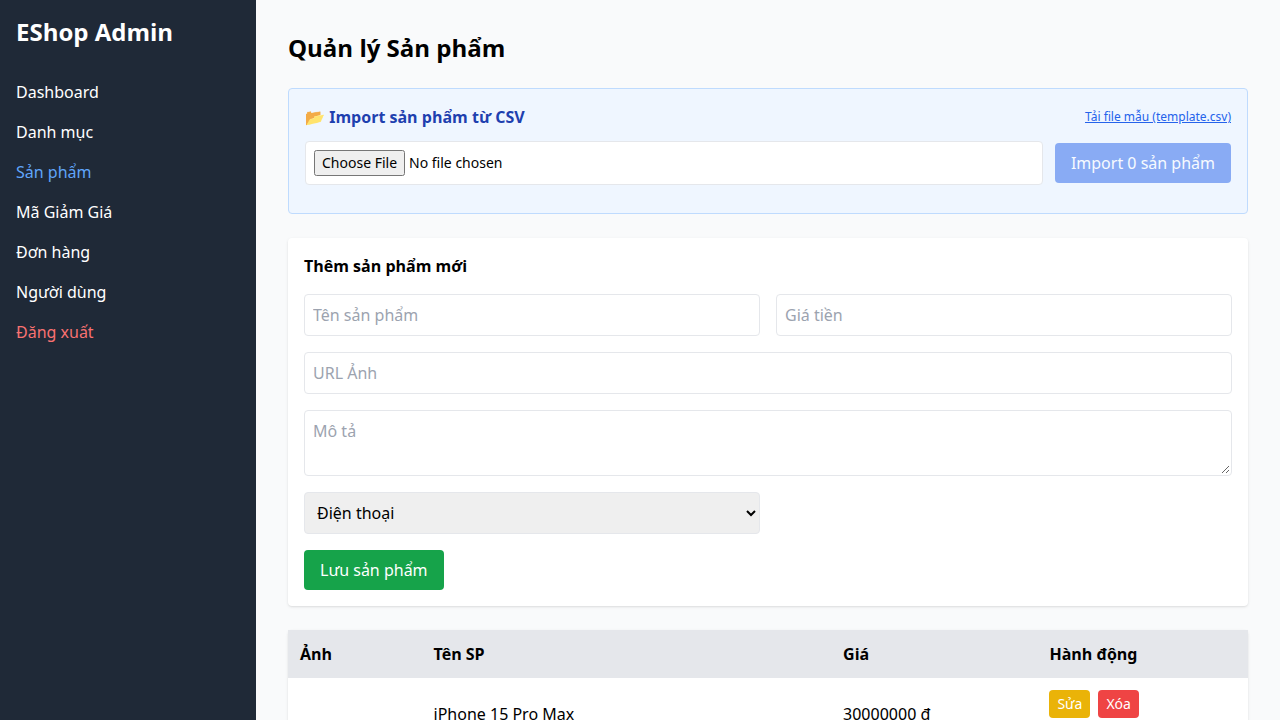 EShop Admin
Dashboard
Danh mục
Sản phẩm
Mã Giảm Giá
Đơn hàng
Người dùng
Đăng xuất
Quản lý Sản phẩm
📂 Import sản phẩm từ CSV
Tải file mẫu (template.csv)
Choose File No file chosen
Import 0 sản phẩm
Thêm sản phẩm mới
Tên sản phẩm
Giá tiền
URL Ảnh
Mô tả
Điện thoại
Lưu sản phẩm
Ảnh Tên SP Giá Hành động
iPhone 15 Pro Max 30000000 đ Sửa Xóa